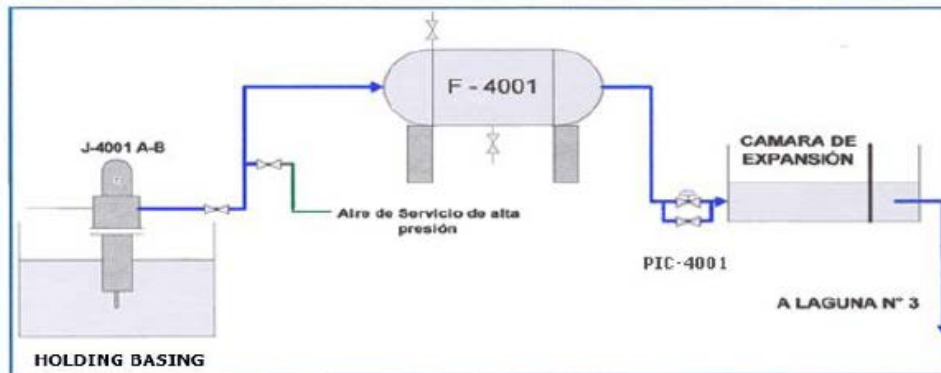 F - 4001
J-4001 A-B
CAMARA DE
EXPANSIÓN
Aire de Servicio de alta
presión
PIC-4001
A LAGUNA N° 3
HOLDING BASING